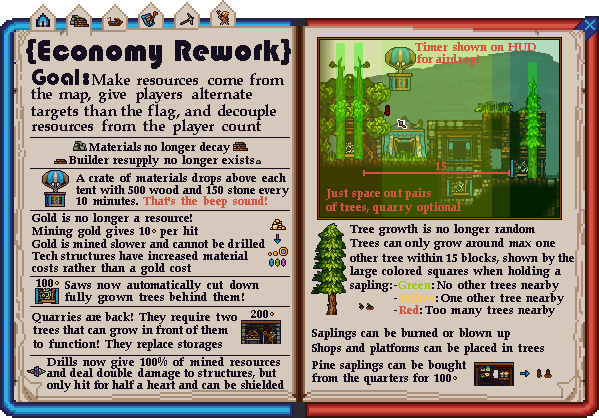 {Economy Rework}
Goal: Make resources come from
the map, give players alternate
targets than the flag, and decouple
resources from the player count
Materials no longer decay
Builder resupply no longer exists
A crate of materials drops above each
tent with 500 wood and 150 stone every
10 minutes. That's the beep sound!
Gold is no longer a resource!
Mining gold gives 10 per hit
Gold is mined slower and cannot be drilled
Tech structures have increased material
costs rather than a gold cost
100
Saws now automatically cut down
fully grown trees behind them!
Quarries are back! They require two
trees that can grow in front of them
to function! They replace storages
200
Drills now give 100% of mined resources
and deal double damage to structures, but
only hit for half a heart and can be shielded
Timer shown on HUD
for airdrop!
15
Just space out pairs
of trees, quarry optional
Tree growth is no longer random
Trees can only grow around max one
other tree within 15 blocks, shown by the
large colored squares when holding a
sapling: -Green: No other trees nearby
-Yellow: One other tree nearby
-Red: Too many trees nearby
Saplings can be burned or blown up
Shops and platforms can be placed in trees
Pine saplings can be bought
from the quarters for 100